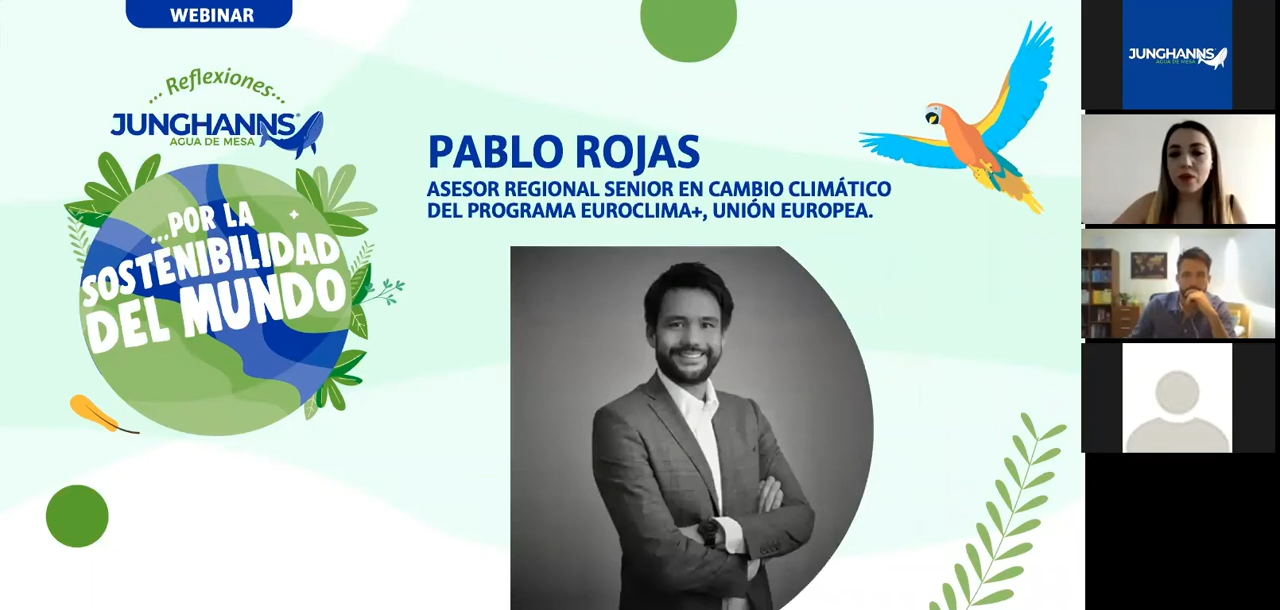 WEBINAR
... Reflexiones...
JUNGHANNS®
AGUA DE MESA
...POR LA
SOSTENIBILIDAD
DEL MUNDO
PABLO ROJAS
ASESOR REGIONAL SENIOR EN CAMBIO CLIMÁTICO
DEL PROGRAMA EUROCLIMA+, UNIÓN EUROPEA.
JUNGHANNS
AGUA DE MESA